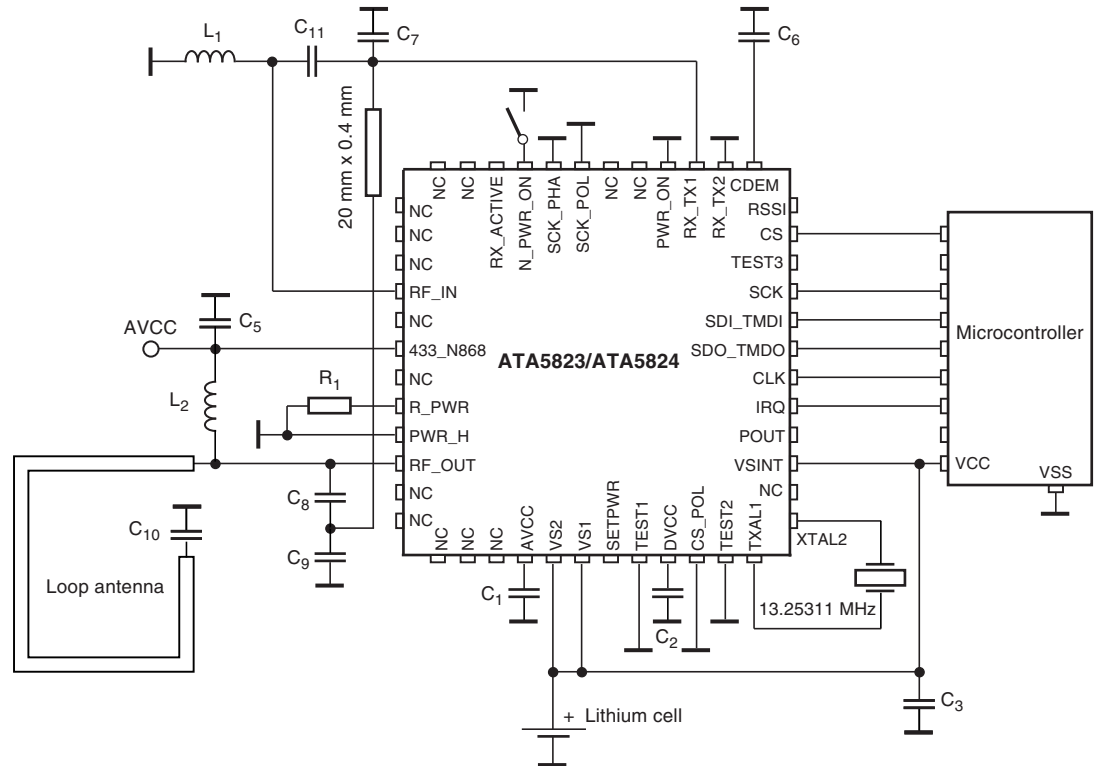 L1
C11
C7
C6
20 mm x 0.4 mm
NC
NC
RX_ACTIVE
N_PWR_ON
SCK_PHA
SCK_POL
NC
NC
PWR_ON
RX_TX1
RX_TX2
CDEM
NC
NC
NC
RF_IN
NC
433_N868
NC
R_PWR
PWR_H
RF_OUT
NC
NC
AVCC
C5
L2
R1
C8
C9
C10
Loop antenna
ATA5823/ATA5824
RSSI
CS
TEST3
SCK
SDI_TMDI
SDO_TMDO
CLK
IRQ
POUT
VSINT
NC
XTAL2
Microcontroller
VCC
VSS
NC
NC
NC
AVCC
VS2
VS1
SETPWR
TEST1
DVCC
CS_POL
TEST2
TXAL1
C1
C2
13.25311 MHz
C3
+ Lithium cell